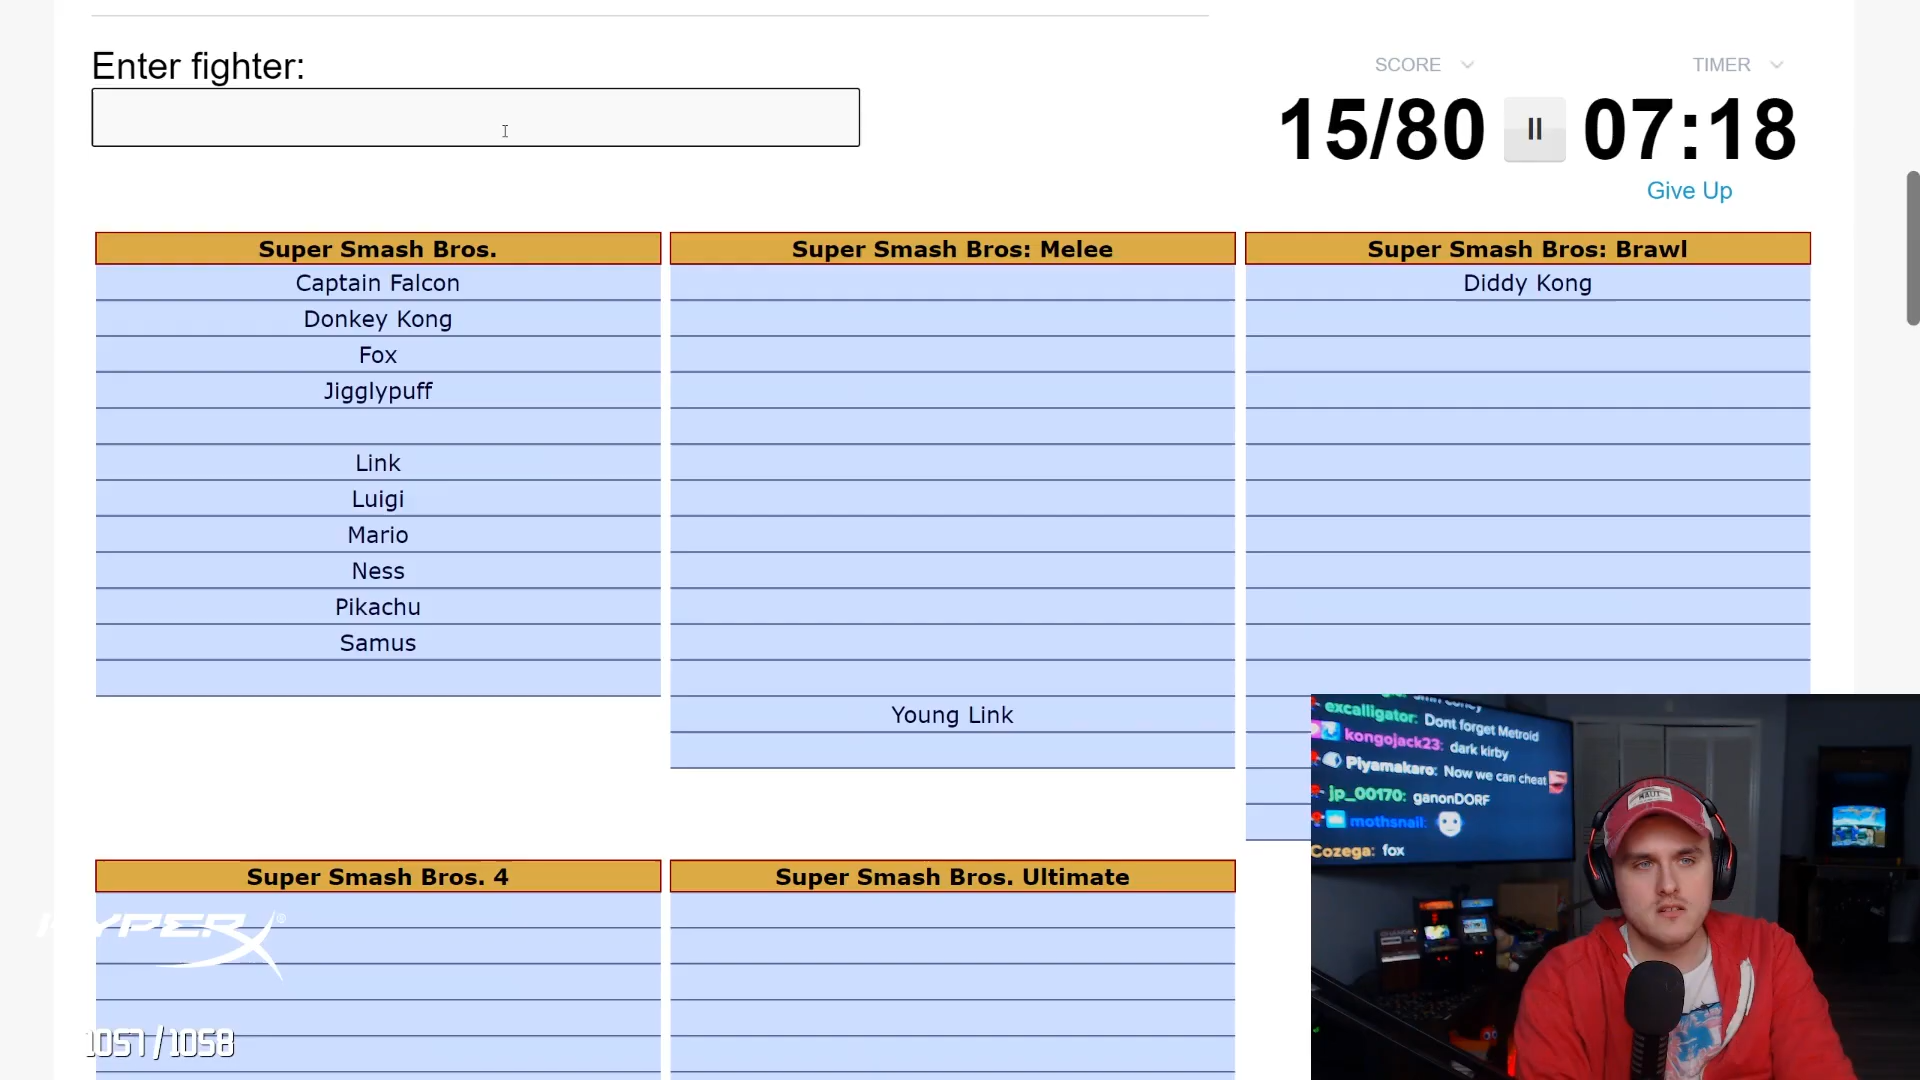 Enter fighter:
SCORE
TIMER
15/80
07:18
Give Up
Super Smash Bros.
Captain Falcon
Donkey Kong
Fox
Jigglypuff
Link
Luigi
Mario
Ness
Pikachu
Samus
Super Smash Bros: Melee
Young Link
Super Smash Bros: Brawl
Diddy Kong
Super Smash Bros. 4
Super Smash Bros. Ultimate
HYPERX®
1057/1058
excalligator: Dont forget Metroid
kongojack23: dark kirby
Piyamakaro: Now we can cheat
jp_00170: ganonDORF
mothsnail:
Cozega: fox